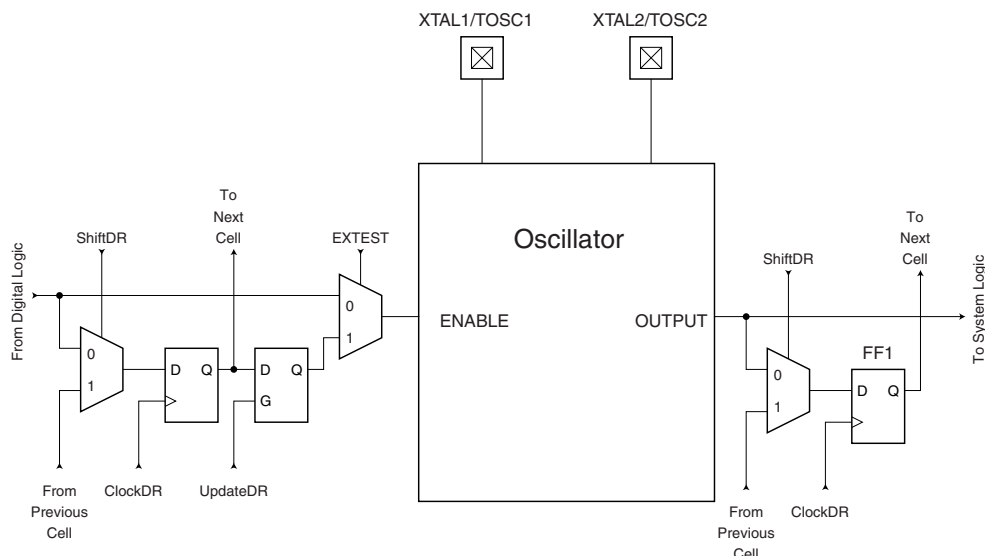 XTAL1/TOSC1
XTAL2/TOSC2
To
Next
Cell
ShiftDR
EXTEST
From Digital Logic
0
1
D Q
D Q
G
0
1
From
Previous
Cell
ClockDR
UpdateDR
Oscillator
ENABLE
OUTPUT
To
Next
Cell
ShiftDR
To System Logic
FF1
0
1
D Q
From
Previous
Cell
ClockDR